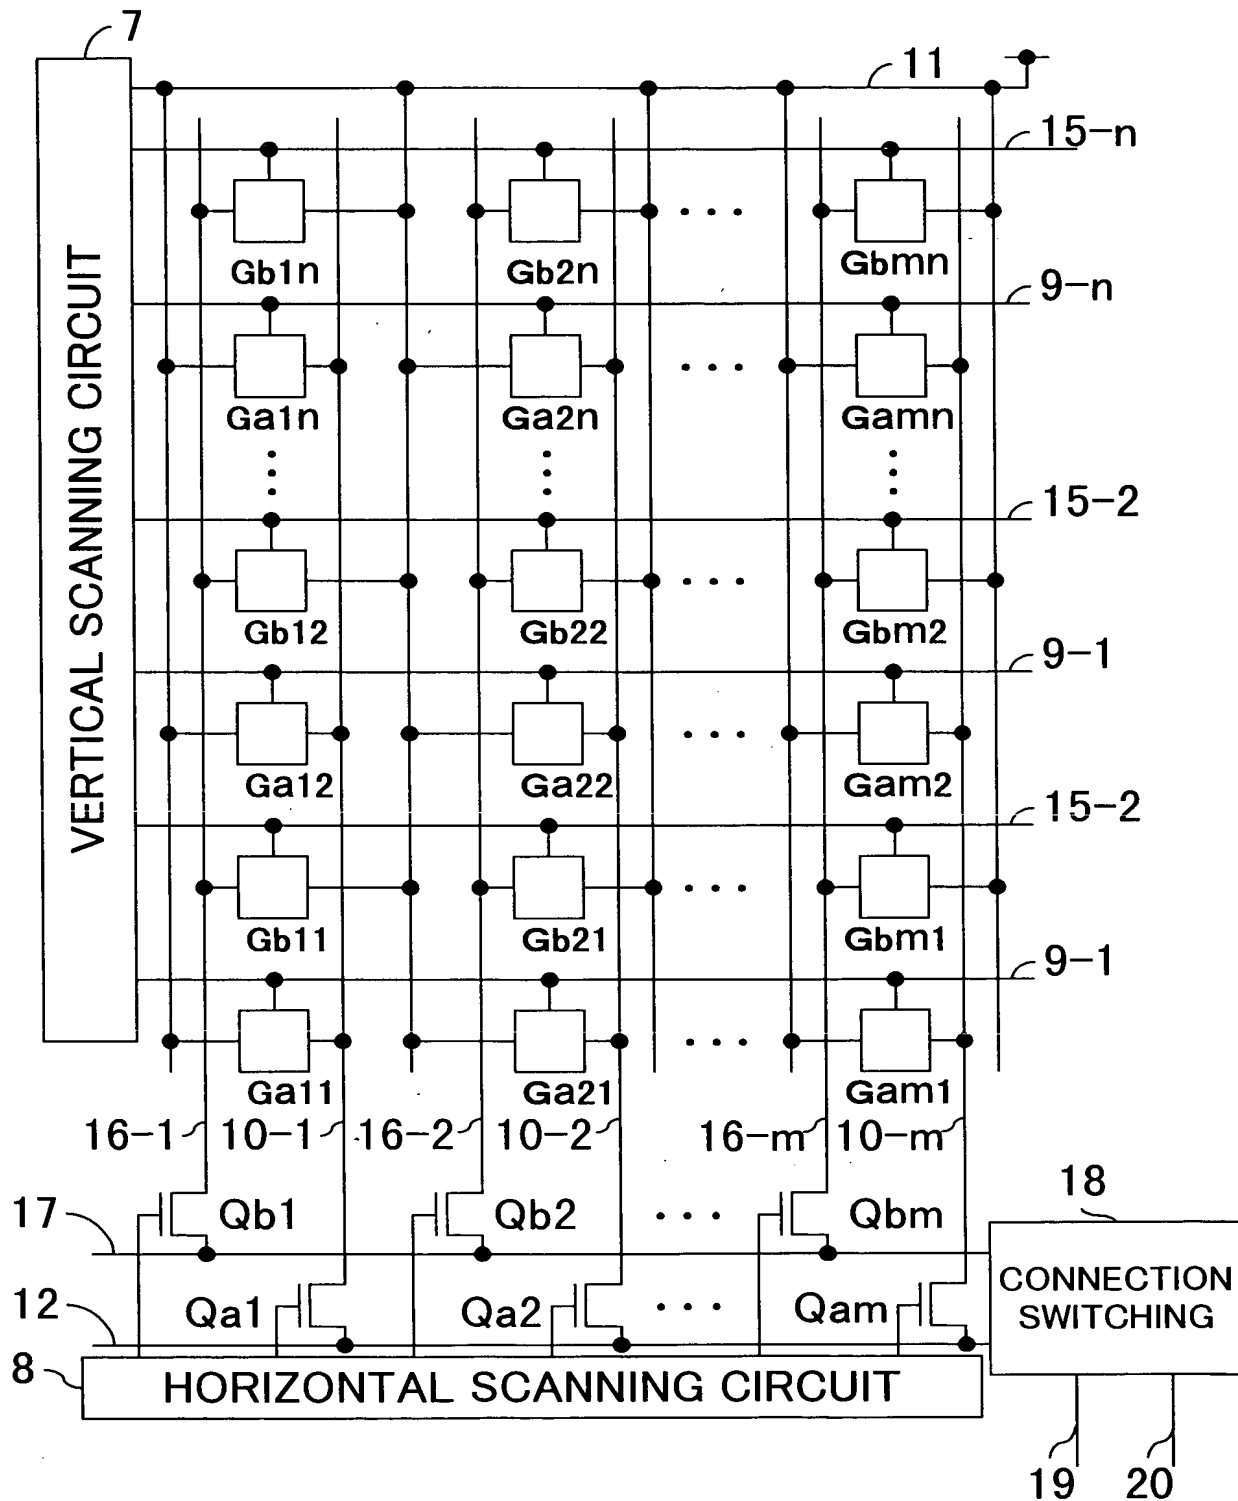 7
11
15-n
Gb1n Gb2n Gbmn
9-n
Ga1n Ga2n Gamn
15-2
Gb12 Gb22 Gbm2
9-1
Ga12 Ga22 Gam2
15-2
Gb11 Gb21 Gbm1
9-1
Ga11 Ga21 Gam1
VERTICAL SCANNING CIRCUIT
16-1 10-1 16-2 10-2 16-m 10-m
17 Qb1 Qb2 Qbm 18
CONNECTION
SWITCHING
12 Qa1 Qa2 Qam
8 HORIZONTAL SCANNING CIRCUIT
19 20